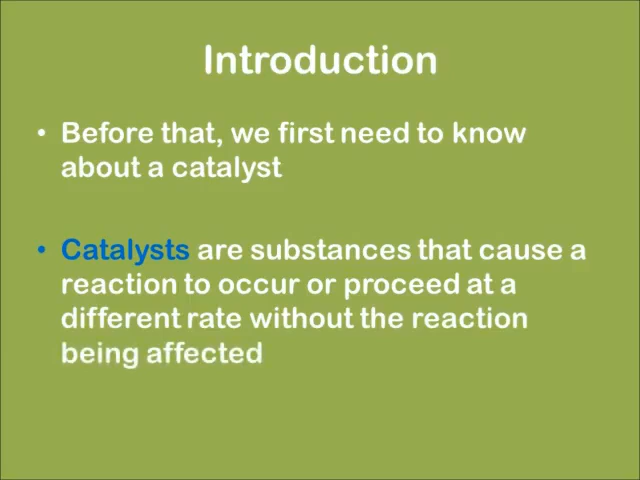 Introduction
• Before that, we first need to know
about a catalyst
• Catalysts are substances that cause a
reaction to occur or proceed at a
different rate without the reaction
being affected